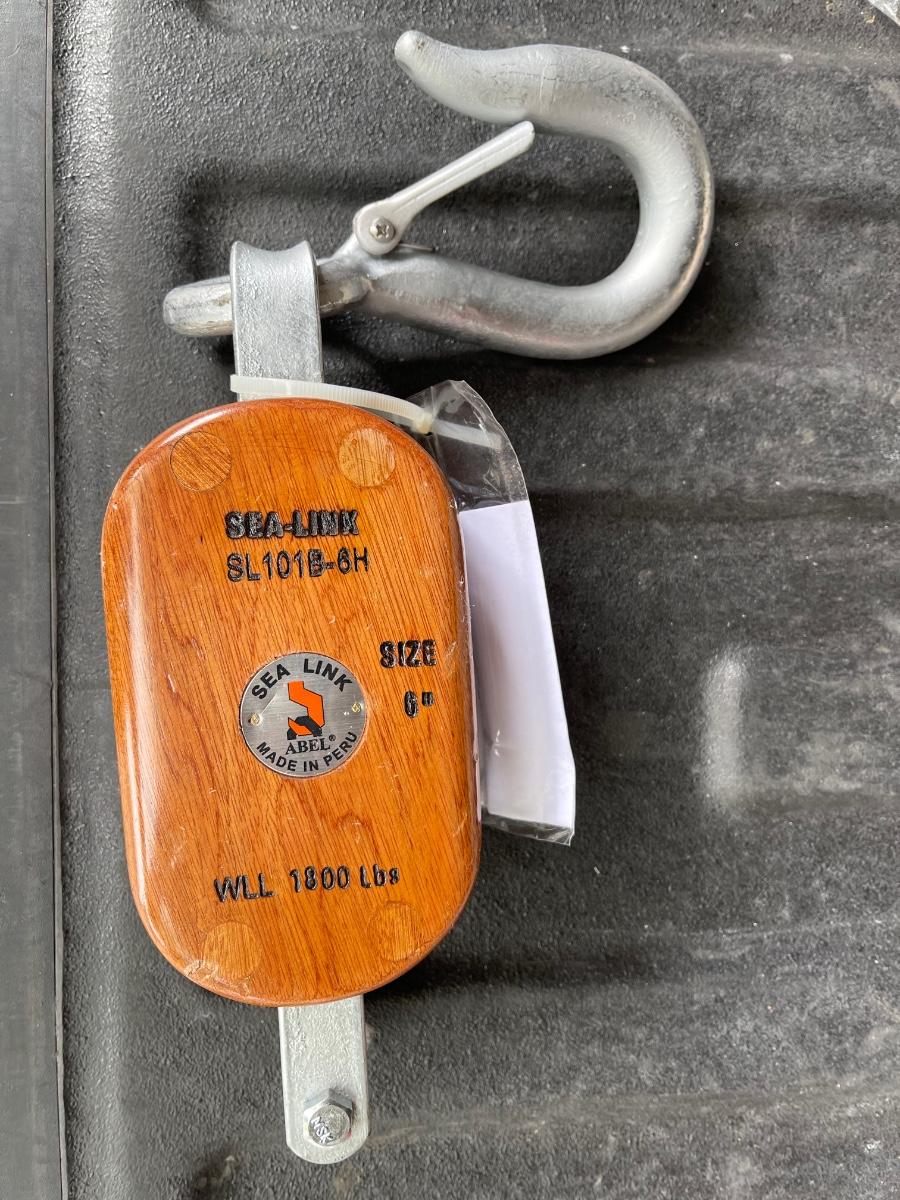 SEA-LINK
SL101B-6H
SIZE
6"
SEA LINK
ABEL®
MADE IN PERU
WLL 1800 Lbs